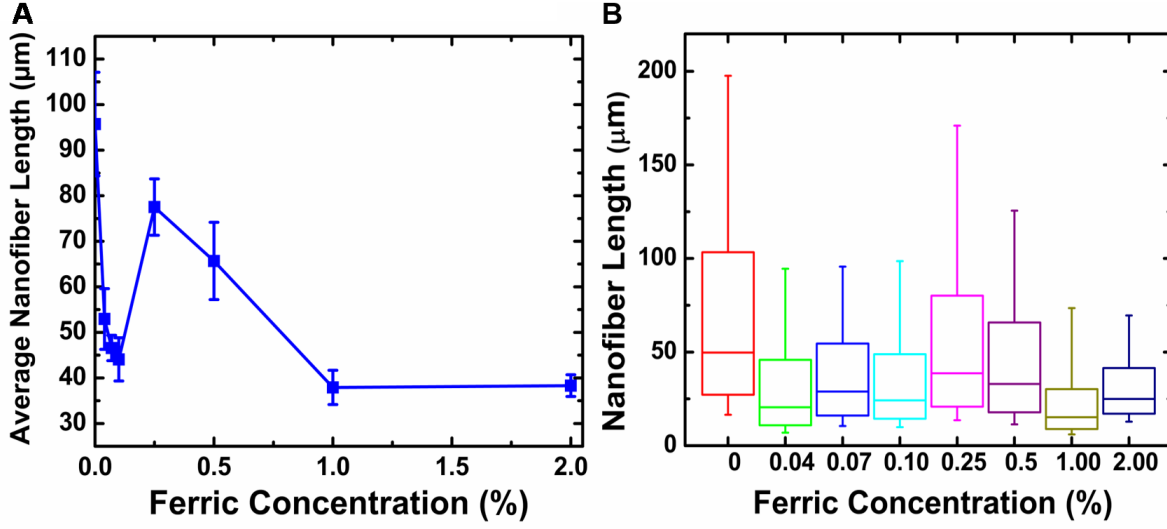 A
Average Nanofiber Length (µm)
110
100
90
80
70
60
50
40
30
0.0 0.5 1.0 1.5 2.0
Ferric Concentration (%)
B
Nanofiber Length (µm)
200
150
100
50
0
0 0.04 0.07 0.10 0.25 0.5 1.00 2.00
Ferric Concentration (%)